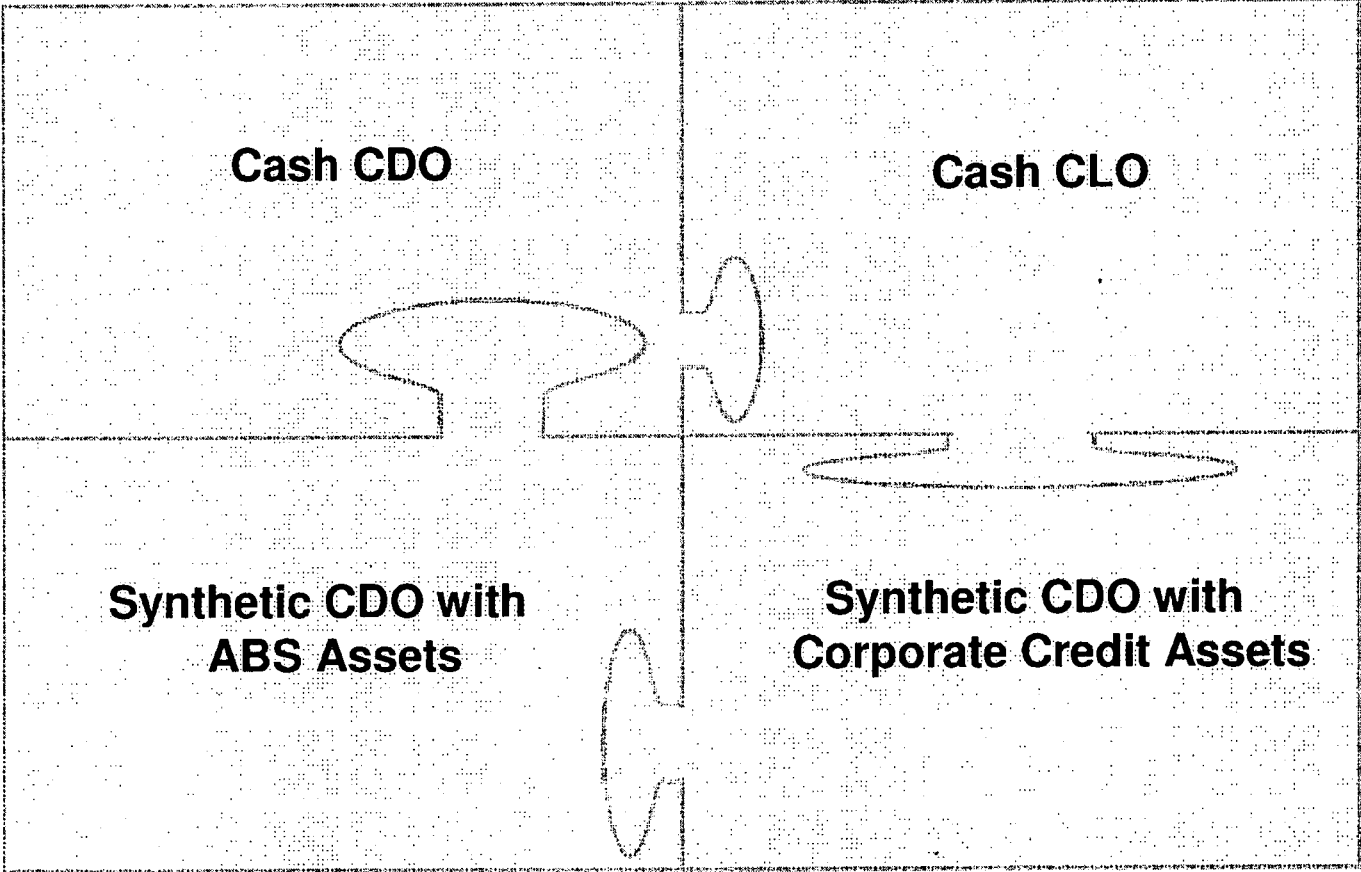 Cash CDO
Cash CLO
Synthetic CDO with
ABS Assets
Synthetic CDO with
Corporate Credit Assets